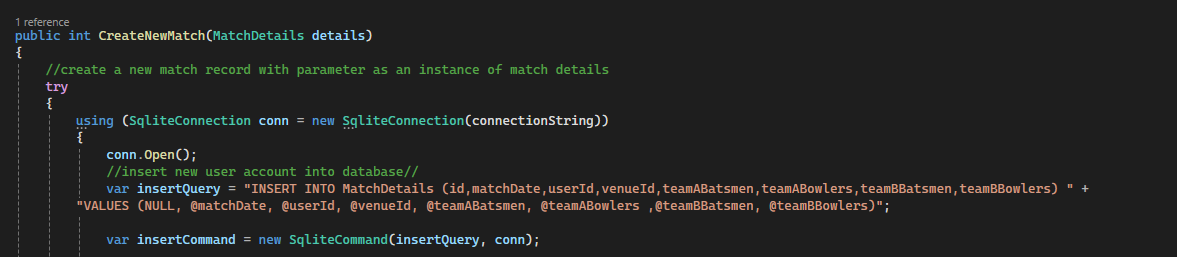 1 reference
public int CreateNewMatch(MatchDetails details)
{
//create a new match record with parameter as an instance of match details
try
{
using (SqliteConnection conn = new SqliteConnection(connectionString))
{
conn.Open();
//insert new user account into database//
var insertQuery = "INSERT INTO MatchDetails (id,matchDate,userId,venueId,teamABatsmen,teamABowlers,teamBBatsmen,teamBBowlers) " +
"VALUES (NULL, @matchDate, @userId, @venueId, @teamABatsmen, @teamABowlers ,@teamBBatsmen, @teamBBowlers)";
var insertCommand = new SqliteCommand(insertQuery, conn);